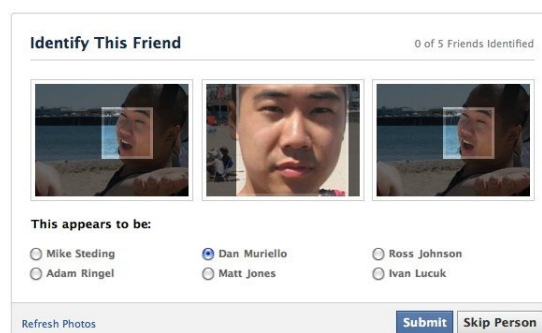 Identify This Friend
0 of 5 Friends Identified
This appears to be:
Mike Steding
Dan Muriello
Ross Johnson
Adam Ringel
Matt Jones
Ivan Lucuk
Refresh Photos
Submit
Skip Person